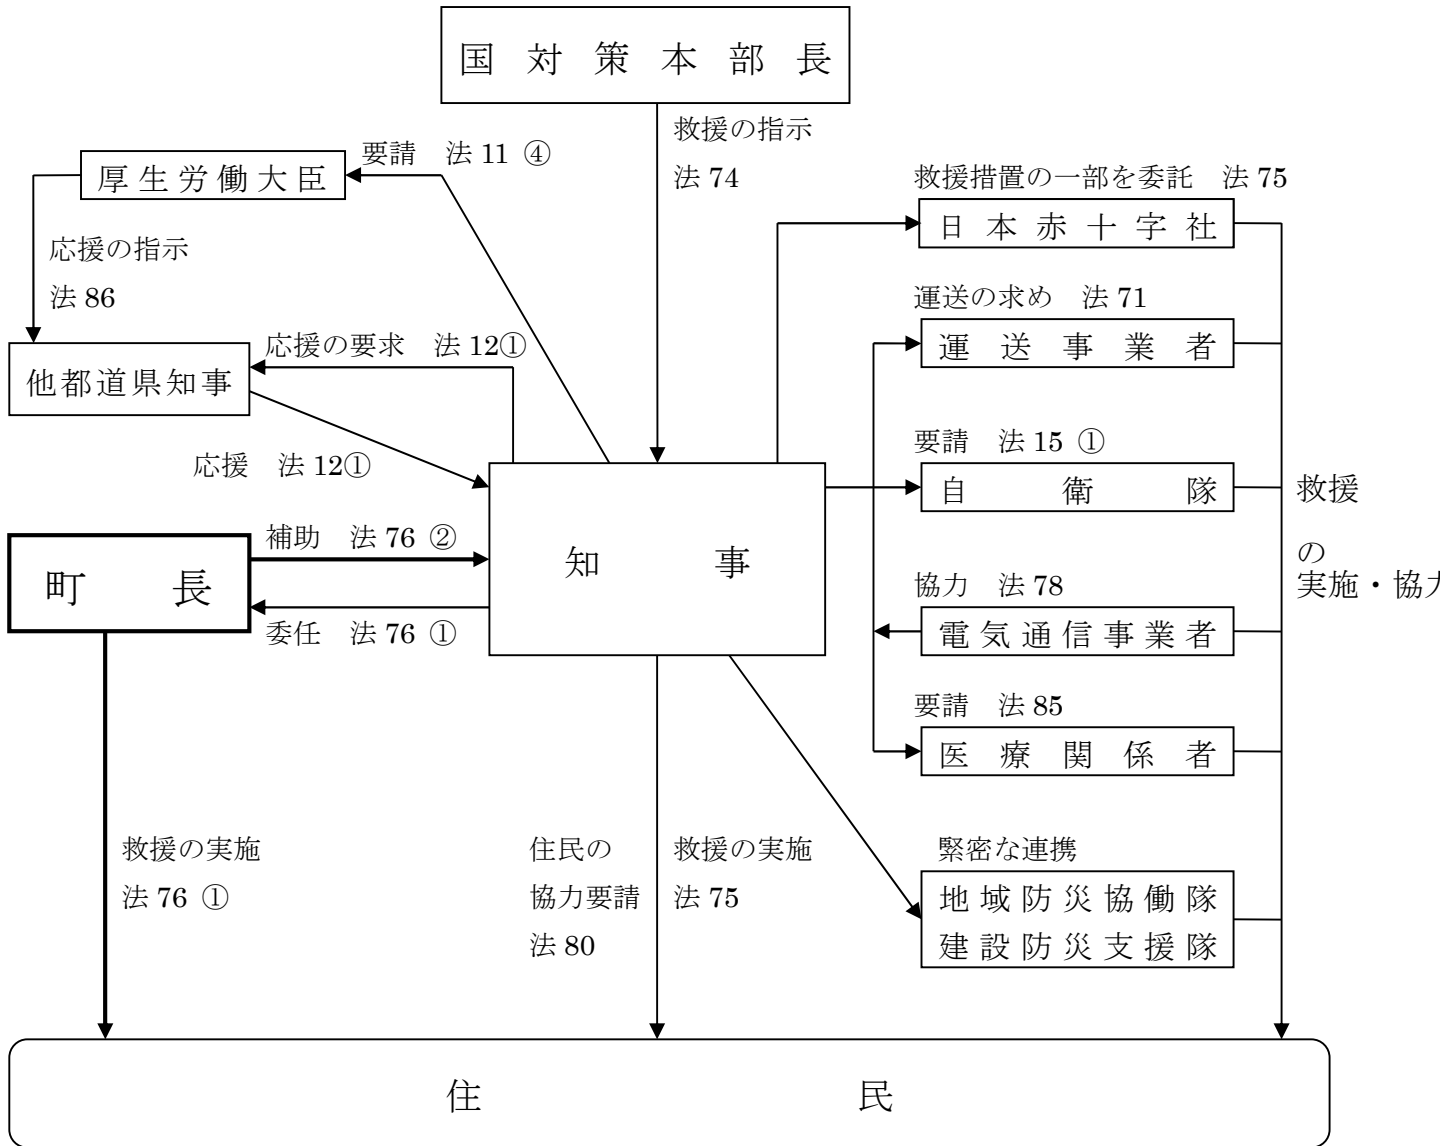 国対策本部長
救援の指示
法 74
要請　法 11 ④
厚生労働大臣
応援の指示
法 86
応援の要求　法 12①
他都道県知事
応援　法 12①
補助　法 76 ②
町　長
委任　法 76 ①
知　事
救援措置の一部を委託　法 75
日本赤十字社
運送の求め　法 71
運送事業者
要請　法 15 ①
自衛隊
協力　法 78
電気通信事業者
要請　法 85
医療関係者
緊密な連携
地域防災協働隊
建設防災支援隊
救援
の
実施・協力
救援の実施
法 76 ①
住民の
協力要請
法 80
救援の実施
法 75
住　民